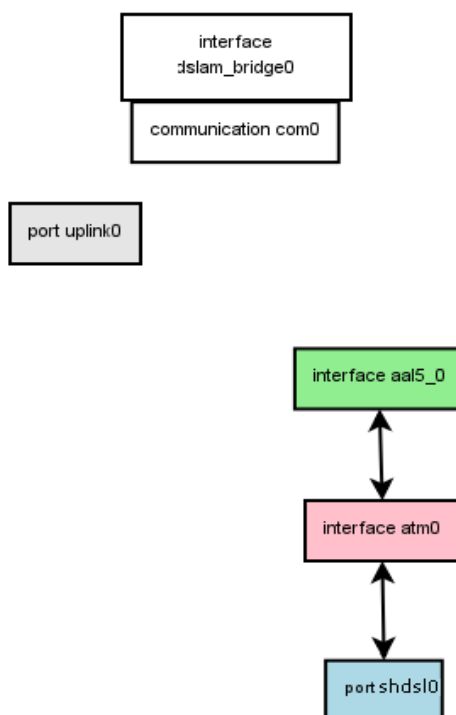 interface
dslam_bridge0
communication com0
port uplink0
interface aal5_0
interface atm0
port shdsl0